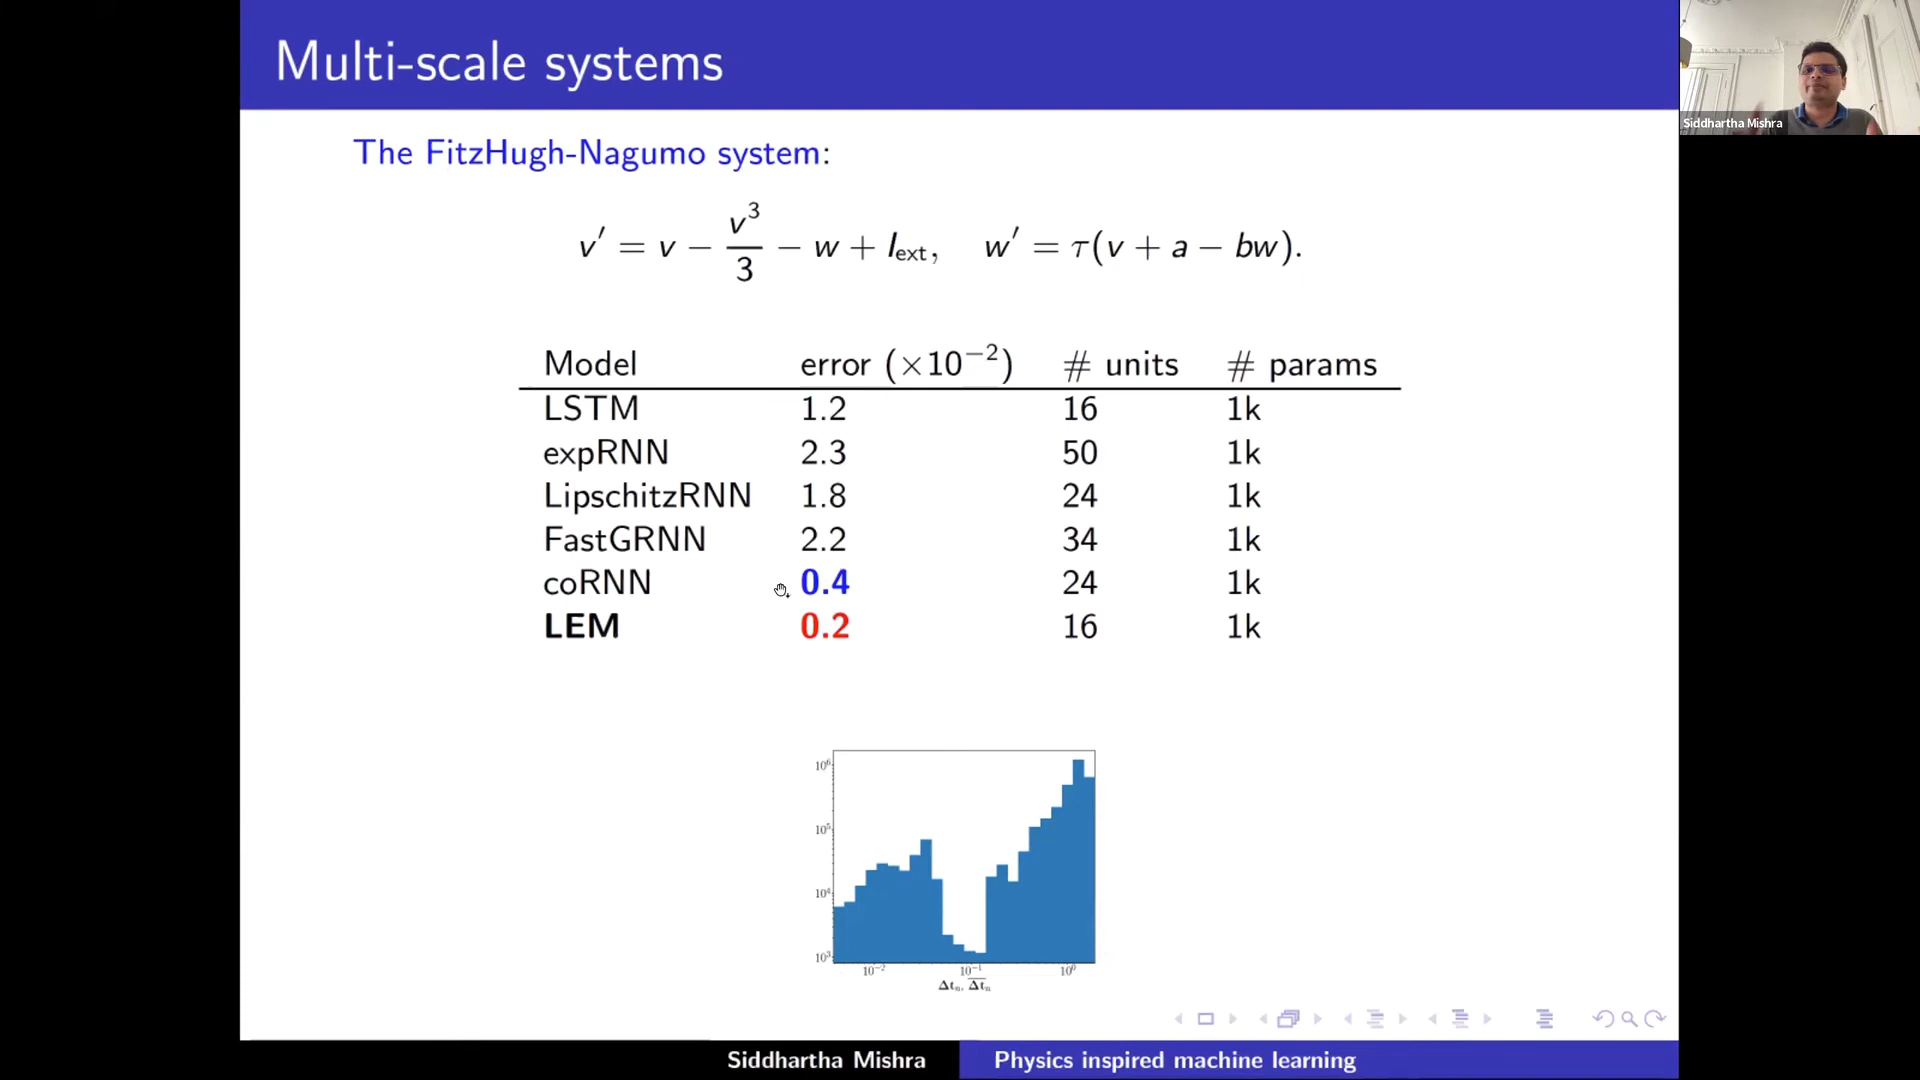 Multi-scale systems
Siddhartha Mishra
The FitzHugh-Nagumo system:
v′ = v − v³/3 − w + I_ext, w′ = τ(v + a − bw).
Model error (×10⁻²) # units # params
LSTM 1.2 16 1k
expRNN 2.3 50 1k
LipschitzRNN 1.8 24 1k
FastGRNN 2.2 34 1k
coRNN 0.4 24 1k
LEM 0.2 16 1k
10⁶
10⁵
10⁴
10³
10⁻² 10⁻¹ 10⁰
Δtₙ, Δ̅t̅ₙ
Siddhartha Mishra Physics inspired machine learning